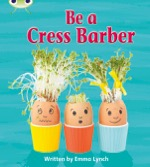 Be a
Cress Barber
Written by Emma Lynch